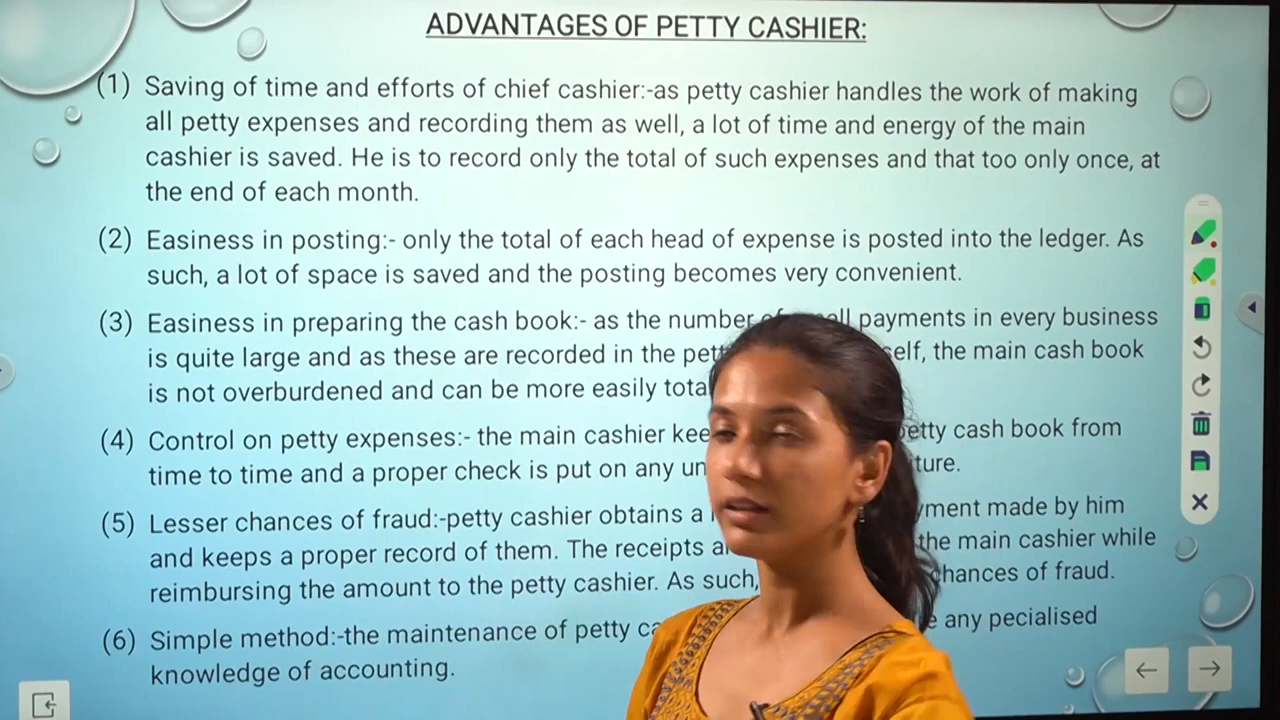 ADVANTAGES OF PETTY CASHIER:
(1) Saving of time and efforts of chief cashier:-as petty cashier handles the work of making
all petty expenses and recording them as well, a lot of time and energy of the main
cashier is saved. He is to record only the total of such expenses and that too only once, at
the end of each month.
(2) Easiness in posting:- only the total of each head of expense is posted into the ledger. As
such, a lot of space is saved and the posting becomes very convenient.
(3) Easiness in preparing the cash book:- as the number payments in every business
is quite large and as these are recorded in the the main cash book
is not overburdened and can be more easily
(4) Control on petty expenses:- the main cashier petty cash book from
time to time and a proper check is put on any
(5) Lesser chances of fraud:-petty cashier obtains a made by him
and keeps a proper record of them. The receipts the main cashier while
reimbursing the amount to the petty cashier. As such, chances of fraud.
(6) Simple method:-the maintenance of petty any pecialised
knowledge of accounting.